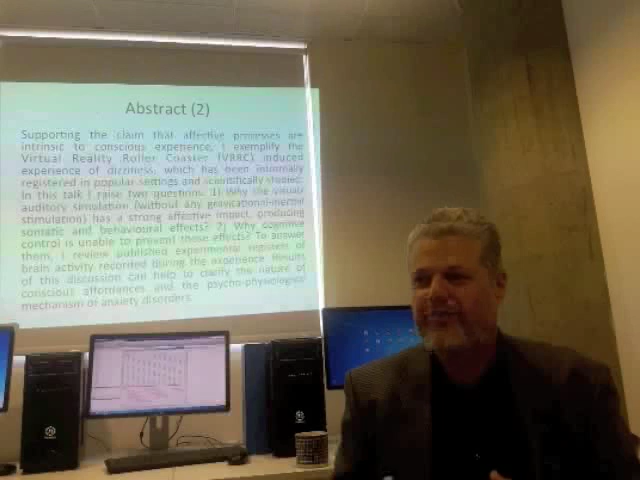 Abstract (2)
Supporting the claim that affective processes are
intrinsic to conscious experience, I exemplify the
Virtual Reality Roller Coaster (VRRC) induced
experience of dizziness, which has been informally
registered in popular settings and scientifically studied.
In this talk I raise two questions: 1) Why the visual
auditory simulation (without any gravitational-inertial
stimulation) has a strong affective impact, producing
somatic and behavioural effects? 2) Why cognitive
control is unable to prevent these effects? To answer
them, I review published experimental registers of
brain activity recorded during the experience. Results
of this discussion can help to clarify the nature of
conscious affordances and the psycho-physiological
mechanism of anxiety disorders.